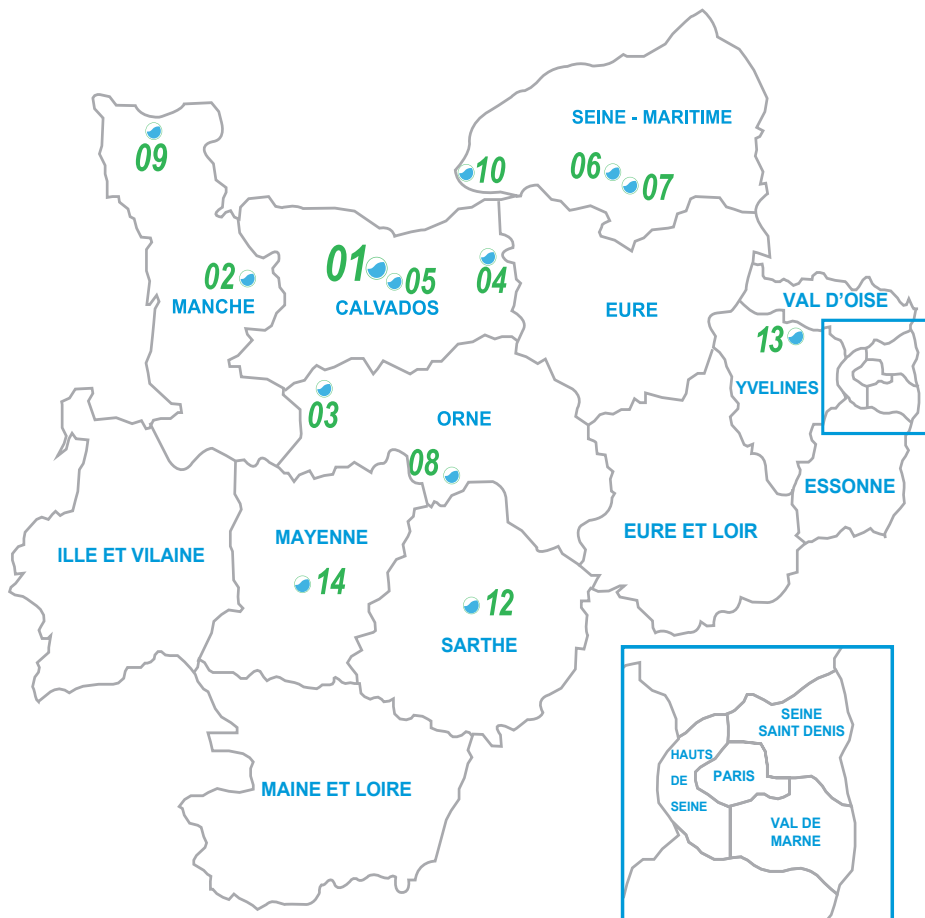 SEINE - MARITIME
09
10
06
07
01
05
04
02
MANCHE
CALVADOS
EURE
VAL D'OISE
13
YVELINES
03
ORNE
08
ESSONNE
EURE ET LOIR
ILLE ET VILAINE
MAYENNE
14
12
SARTHE
MAINE ET LOIRE
SEINE
SAINT DENIS
HAUTS
DE
SEINE
PARIS
VAL DE
MARNE